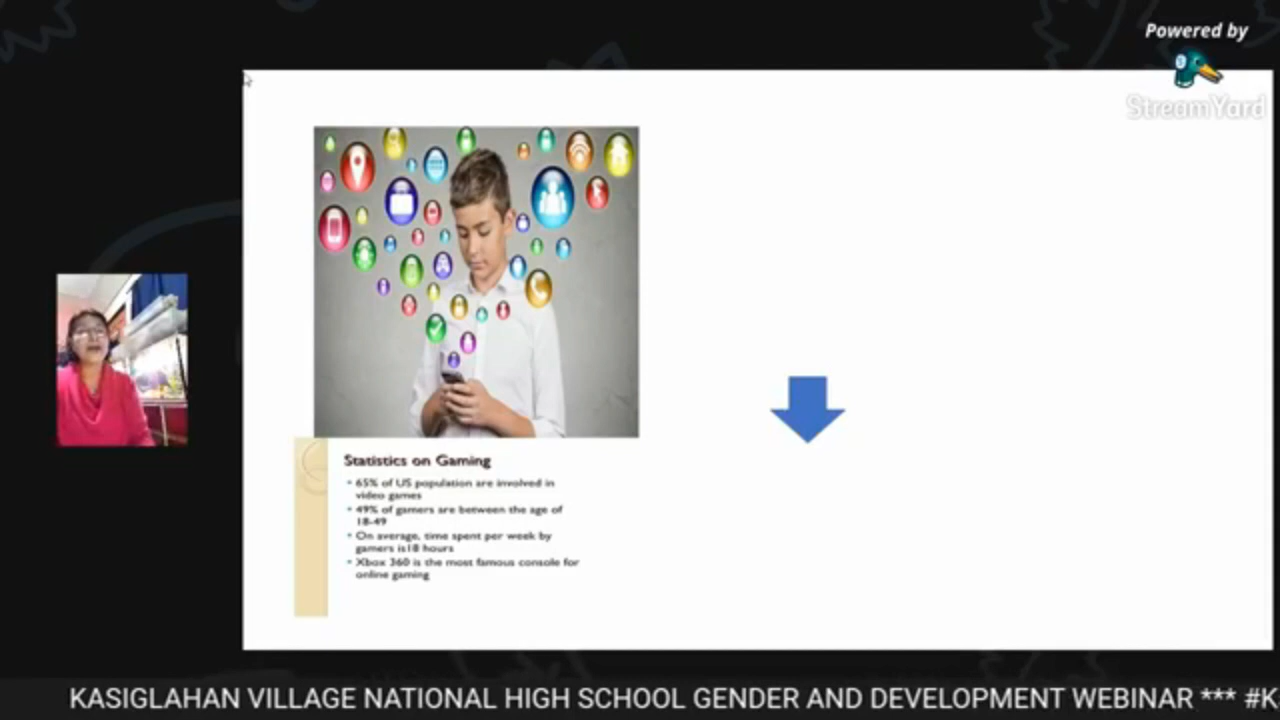 Powered by
StreamYard
Statistics on Gaming
65% of US population are involved in
video games
49% of gamers are between the age of
18-49
On average, time spent per week by
gamers is18 hours
Xbox 360 is the most famous console for
online gaming
KASIGLAHAN VILLAGE NATIONAL HIGH SCHOOL GENDER AND DEVELOPMENT WEBINAR *** #K